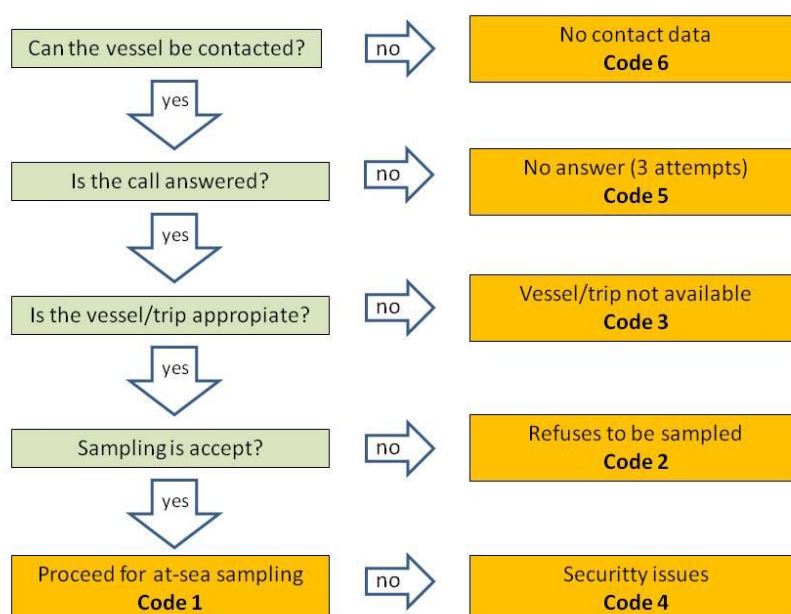 Can the vessel be contacted?
no
No contact data
Code 6
yes
Is the call answered?
no
No answer (3 attempts)
Code 5
yes
Is the vessel/trip appropiate?
no
Vessel/trip not available
Code 3
yes
Sampling is accept?
no
Refuses to be sampled
Code 2
yes
Proceed for at-sea sampling
Code 1
no
Securitty issues
Code 4